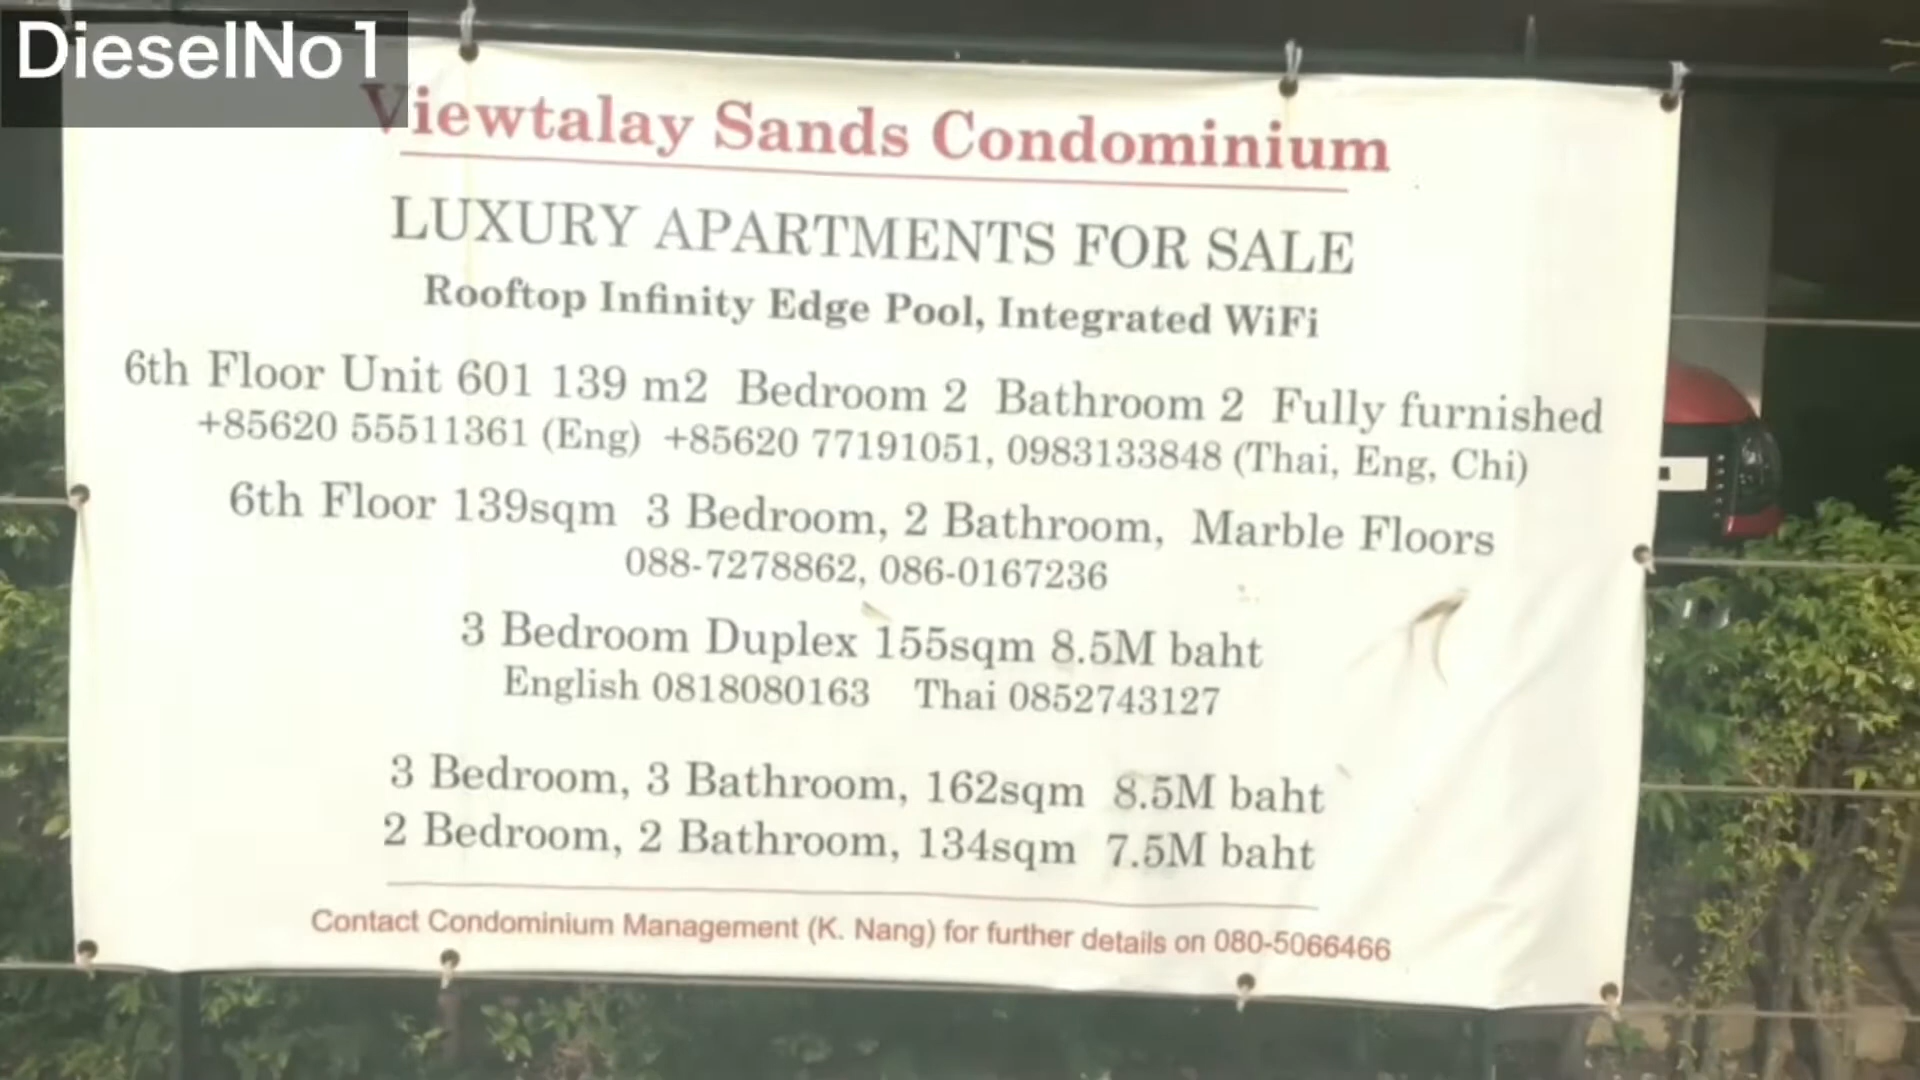 DieselNo1
Viewtalay Sands Condominium
LUXURY APARTMENTS FOR SALE
Rooftop Infinity Edge Pool, Integrated WiFi
6th Floor Unit 601 139 m2 Bedroom 2 Bathroom 2 Fully furnished
+85620 55511361 (Eng) +85620 77191051, 0983133848 (Thai, Eng, Chi)
6th Floor 139sqm 3 Bedroom, 2 Bathroom, Marble Floors
088-7278862, 086-0167236
3 Bedroom Duplex 155sqm 8.5M baht
English 0818080163 Thai 0852743127
3 Bedroom, 3 Bathroom, 162sqm 8.5M baht
2 Bedroom, 2 Bathroom, 134sqm 7.5M baht
Contact Condominium Management (K. Nang) for further details on 080-5066466